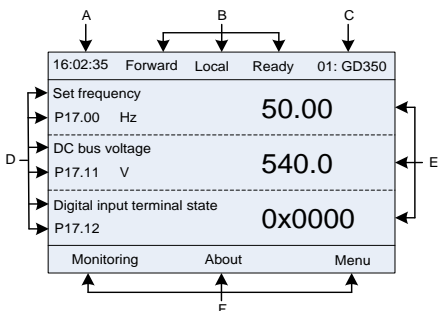 A B C
16:02:35 Forward Local Ready 01: GD350
Set frequency
P17.00 Hz 50.00
DC bus voltage
P17.11 V 540.0
Digital input terminal state
P17.12 0x0000
D E
Monitoring About Menu
F